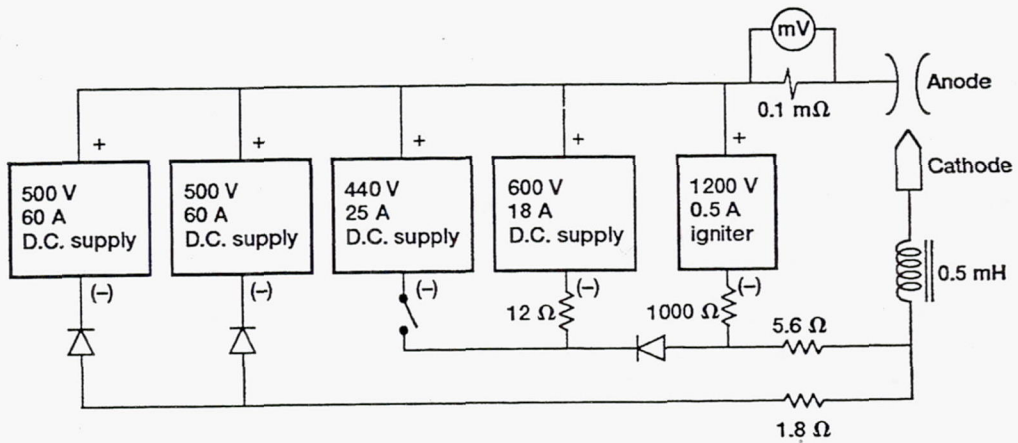 mV
0.1 mΩ
Anode
Cathode
0.5 mH
+
+
+
+
+
500 V
60 A
D.C. supply
500 V
60 A
D.C. supply
440 V
25 A
D.C. supply
600 V
18 A
D.C. supply
1200 V
0.5 A
igniter
(–)
(–)
(–)
(–)
(–)
12 Ω
1000 Ω
5.6 Ω
1.8 Ω